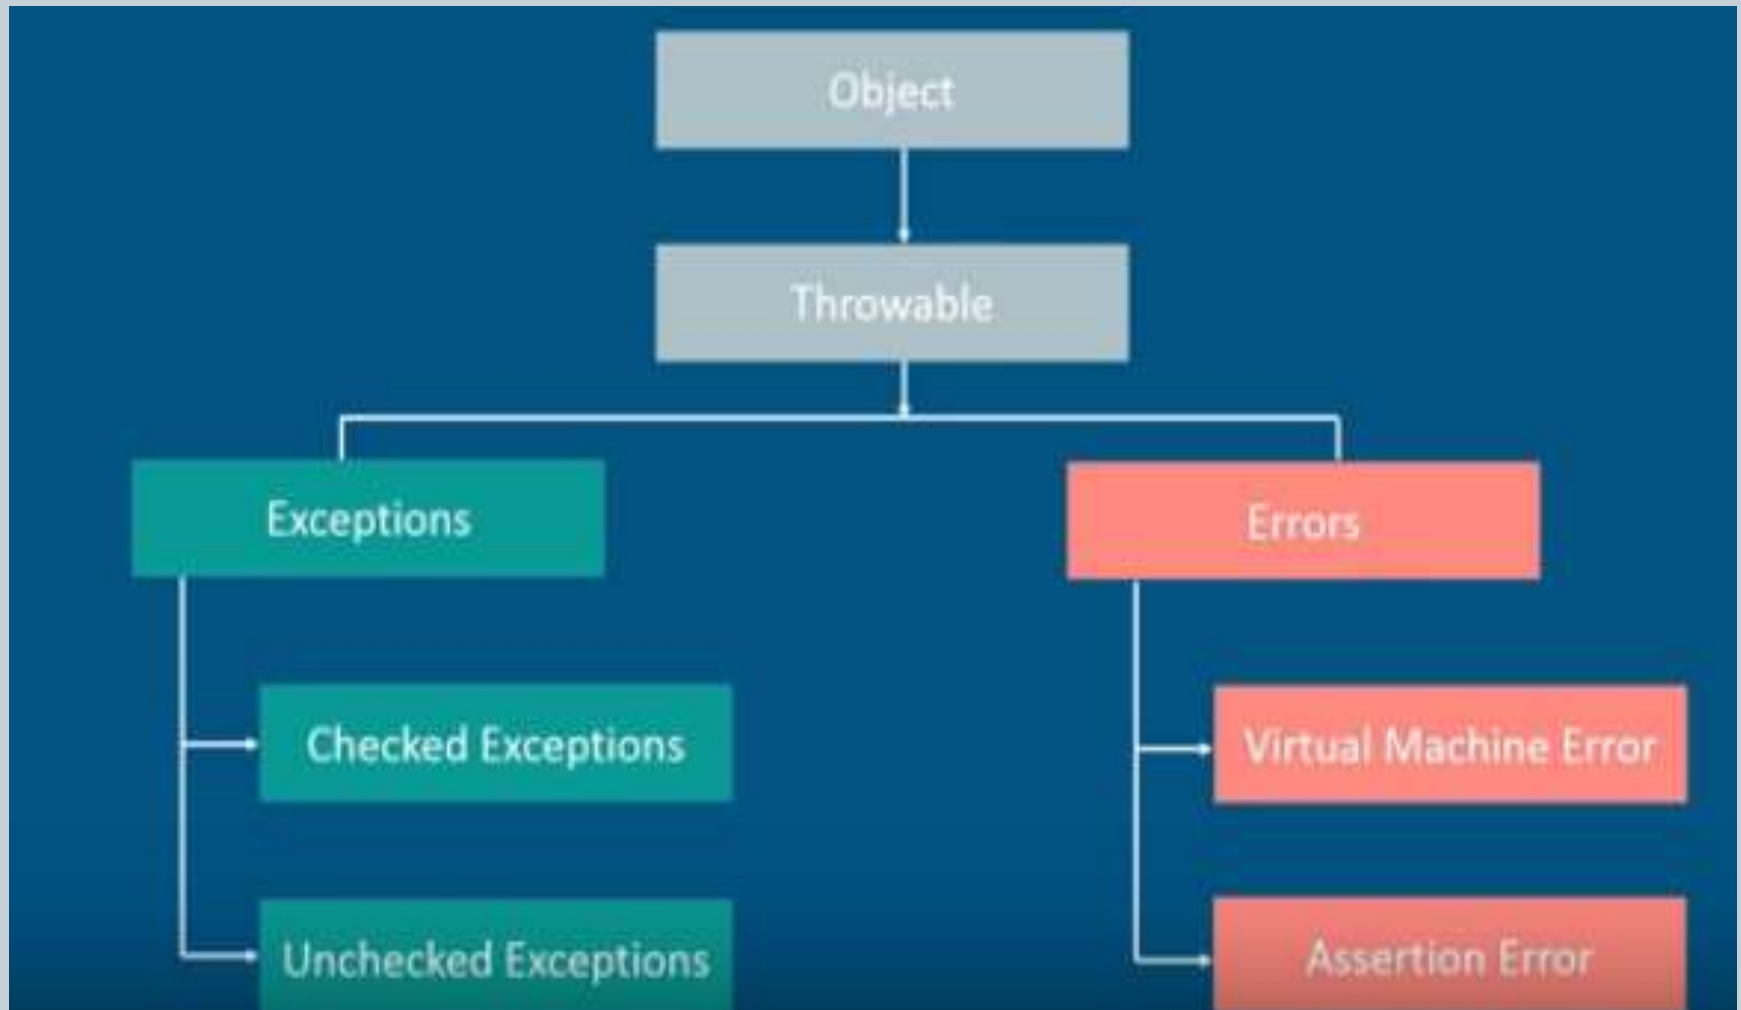 Object
Throwable
Exceptions
Errors
Checked Exceptions
Virtual Machine Error
Unchecked Exceptions
Assertion Error